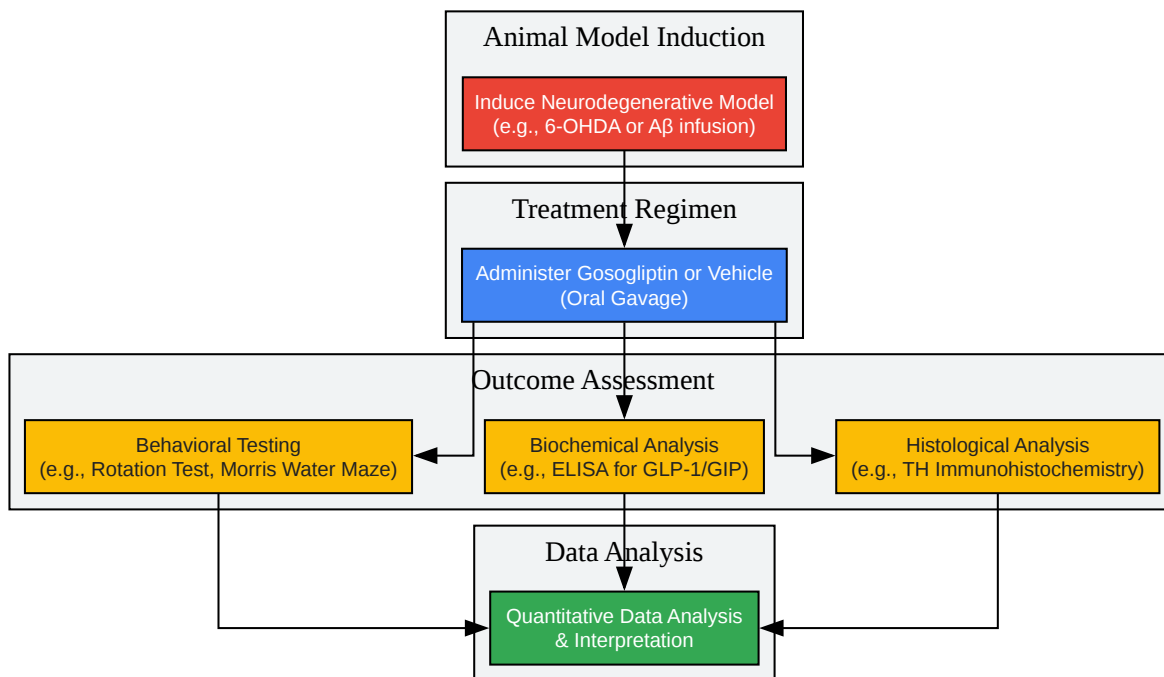 Animal Model Induction
Induce Neurodegenerative Model
(e.g., 6-OHDA or Aβ infusion)
Treatment Regimen
Administer Gosogliptin or Vehicle
(Oral Gavage)
Outcome Assessment
Behavioral Testing
(e.g., Rotation Test, Morris Water Maze)
Biochemical Analysis
(e.g., ELISA for GLP-1/GIP)
Histological Analysis
(e.g., TH Immunohistochemistry)
Data Analysis
Quantitative Data Analysis
& Interpretation